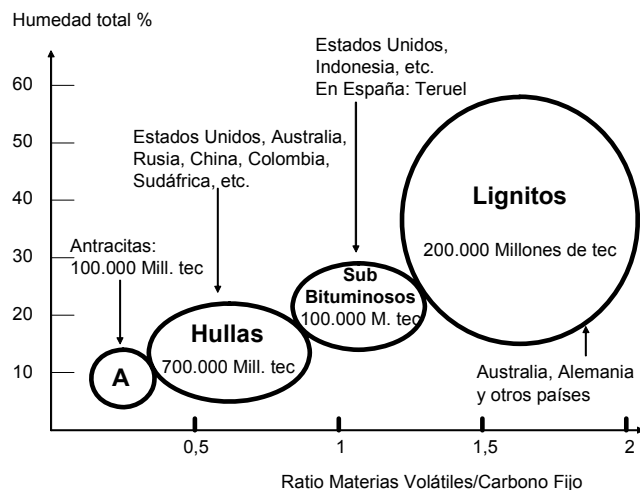 Humedad total %
60
50
40
30
20
10
Estados Unidos,
Indonesia, etc.
En España: Teruel
Estados Unidos, Australia,
Rusia, China, Colombia,
Sudáfrica, etc.
Antracitas:
100.000 Mill. tec
Lignitos
200.000 Millones de tec
Sub
Bituminosos
100.000 M. tec
Hullas
700.000 Mill. tec
A
Australia, Alemania
y otros países
0,5
1
1,5
2
Ratio Materias Volátiles/Carbono Fijo